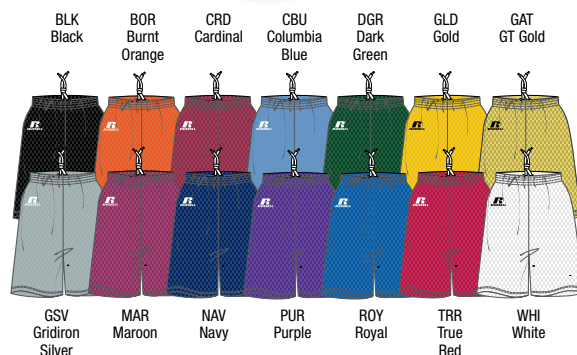 BLK
Black
BOR
Burnt
Orange
CRD
Cardinal
CBU
Columbia
Blue
DGR
Dark
Green
GLD
Gold
GAT
GT Gold
GSV
Gridiron
Silver
MAR
Maroon
NAV
Navy
PUR
Purple
ROY
Royal
TRR
True
Red
WHI
White